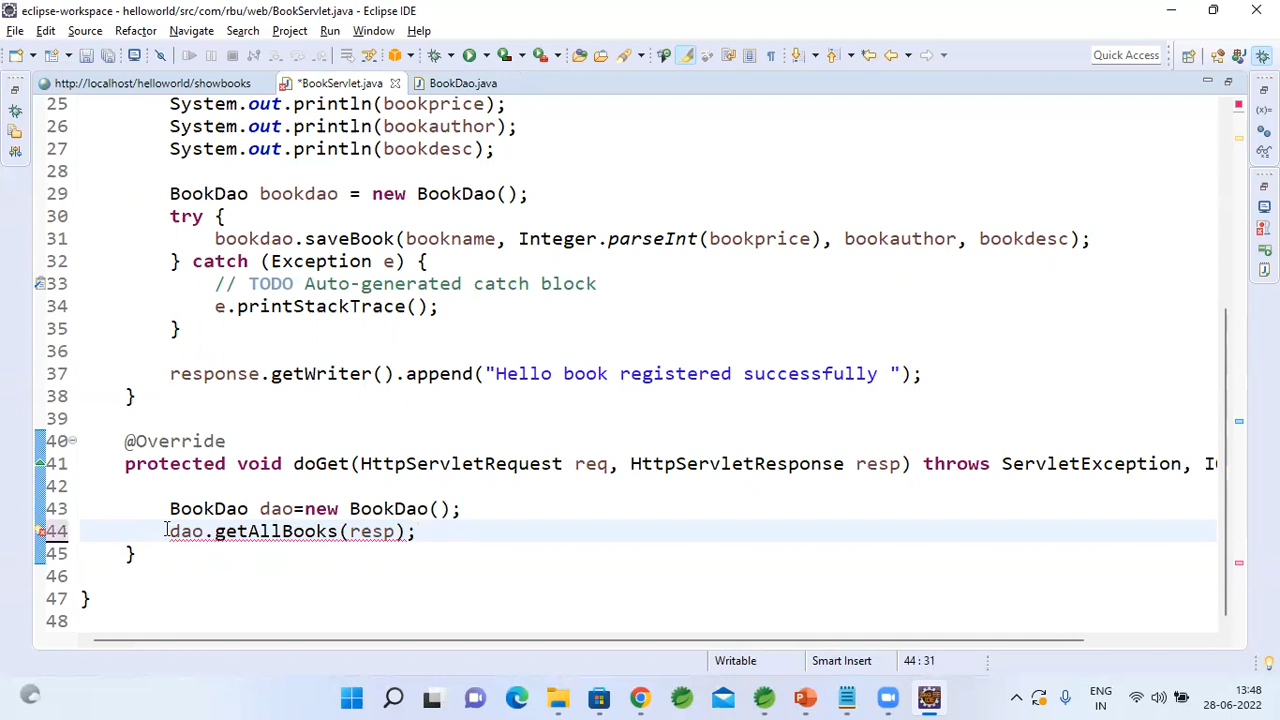 eclipse-workspace - helloworld/src/com/rbu/web/BookServlet.java - Eclipse IDE
File Edit Source Refactor Navigate Search Project Run Window Help
Quick Access
http://localhost/helloworld/showbooks *BookServlet.java BookDao.java
25 System.out.println(bookprice);
26 System.out.println(bookauthor);
27 System.out.println(bookdesc);
28
29 BookDao bookdao = new BookDao();
30 try {
31 bookdao.saveBook(bookname, Integer.parseInt(bookprice), bookauthor, bookdesc);
32 } catch (Exception e) {
33 // TODO Auto-generated catch block
34 e.printStackTrace();
35 }
36
37 response.getWriter().append("Hello book registered successfully ");
38 }
39
40 @Override
41 protected void doGet(HttpServletRequest req, HttpServletResponse resp) throws ServletException, I
42
43 BookDao dao=new BookDao();
44 dao.getAllBooks(resp);
45 }
46
47 }
48
Writable Smart Insert 44:31
ENG 13:48
IN 28-06-2022